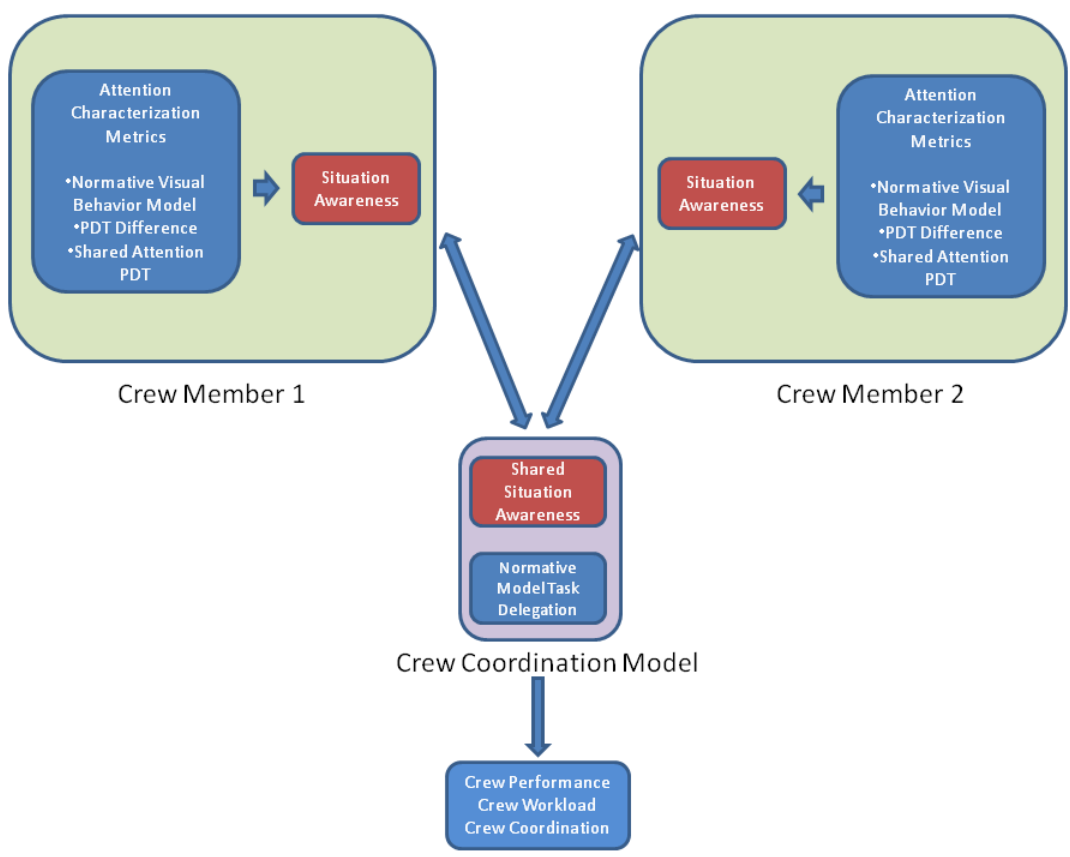 Attention
Characterization
Metrics
•Normative Visual
Behavior Model
•PDT Difference
•Shared Attention
PDT
Situation
Awareness
Crew Member 1
Situation
Awareness
Attention
Characterization
Metrics
•Normative Visual
Behavior Model
•PDT Difference
•Shared Attention
PDT
Crew Member 2
Shared
Situation
Awareness
Normative
Model Task
Delegation
Crew Coordination Model
Crew Performance
Crew Workload
Crew Coordination